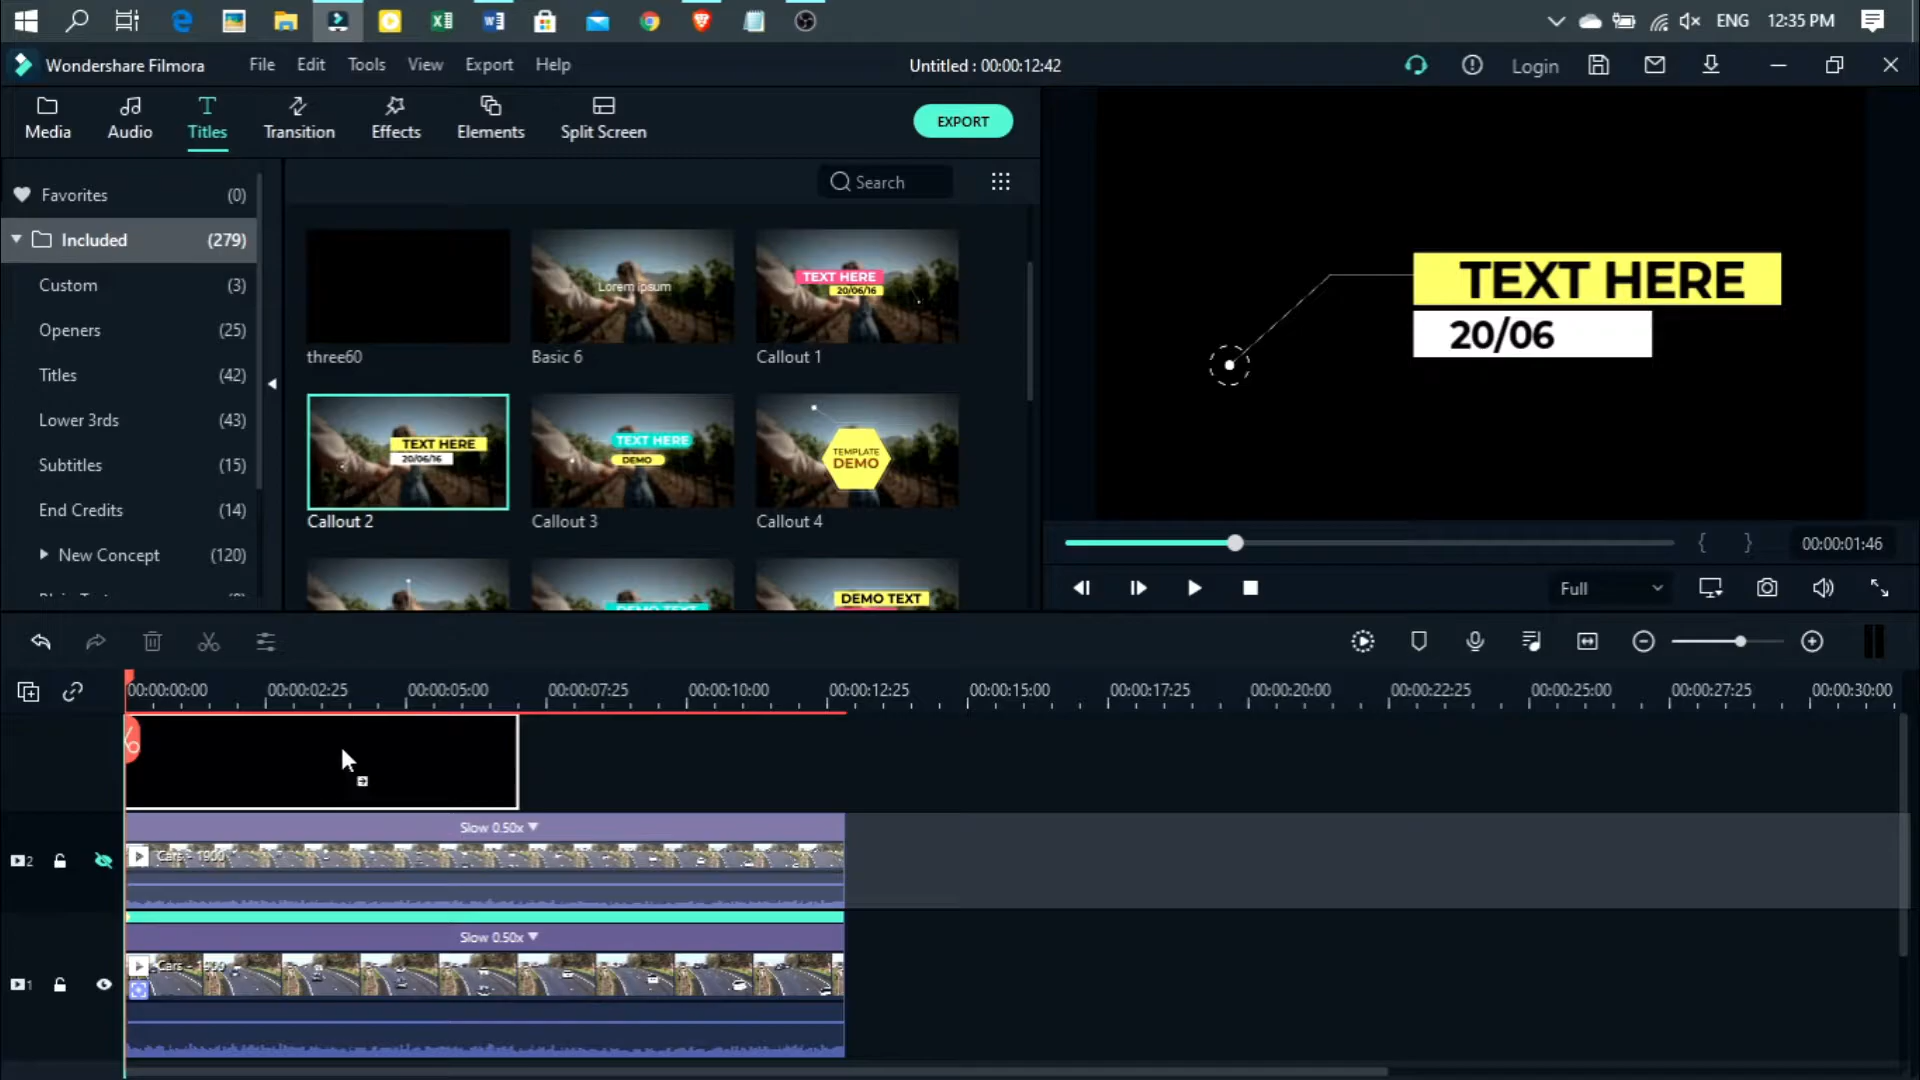 ENG 12:35 PM
Wondershare Filmora File Edit Tools View Export Help Untitled : 00:00:12:42 Login
Media Audio Titles Transition Effects Elements Split Screen EXPORT
Search
Favorites (0)
Included (279)
Custom (3)
Openers (25)
Titles (42)
Lower 3rds (43)
Subtitles (15)
End Credits (14)
New Concept (120)
three60
Lorem ipsum
Basic 6
TEXT HERE
20/06/16
Callout 1
TEXT HERE
20/06/16
Callout 2
TEXT HERE
DEMO
Callout 3
TEMPLATE
DEMO
Callout 4
DEMO TEXT
DEMO TEXT
TEXT HERE
20/06
00:00:01:46
Full
00:00:00:00 00:00:02:25 00:00:05:00 00:00:07:25 00:00:10:00 00:00:12:25 00:00:15:00 00:00:17:25 00:00:20:00 00:00:22:25 00:00:25:00 00:00:27:25 00:00:30:00
Slow 0.50x
2
Cars - 1900
Slow 0.50x
Cars -
1